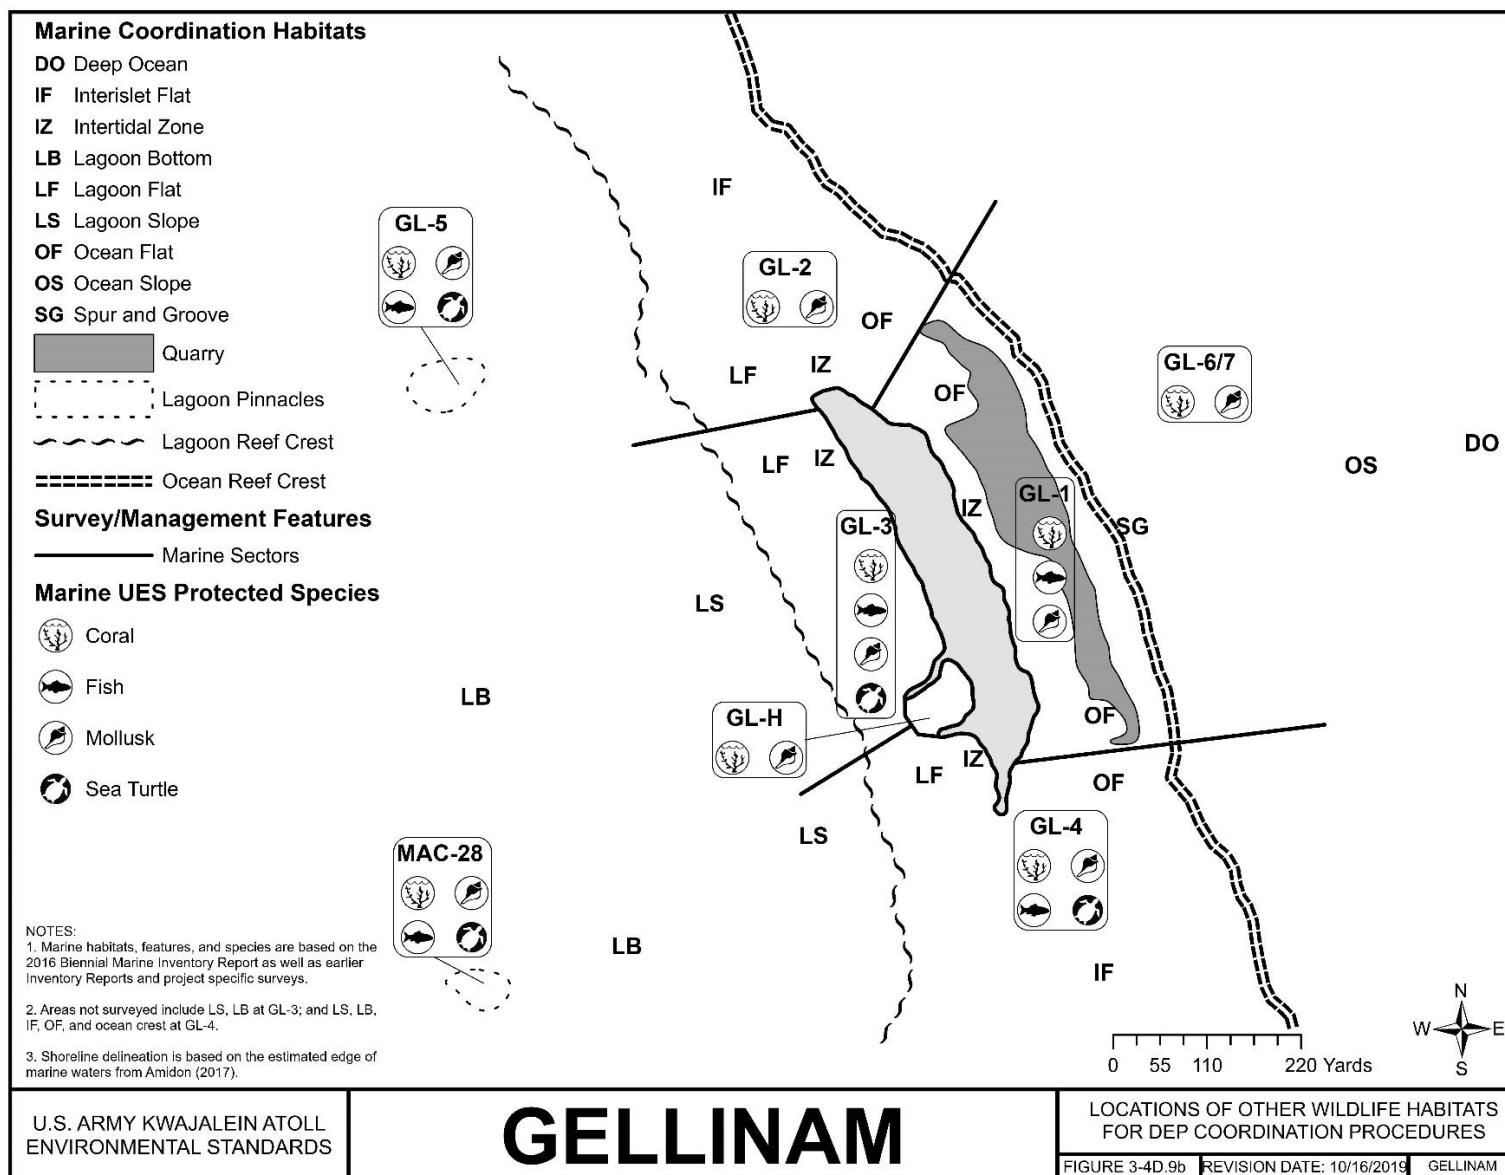 Marine Coordination Habitats
DO Deep Ocean
IF Interislet Flat
IZ Intertidal Zone
LB Lagoon Bottom
LF Lagoon Flat
LS Lagoon Slope
OF Ocean Flat
OS Ocean Slope
SG Spur and Groove
Quarry
Lagoon Pinnacles
Lagoon Reef Crest
Ocean Reef Crest
Survey/Management Features
Marine Sectors
Marine UES Protected Species
Coral
Fish
Mollusk
Sea Turtle
NOTES:
1. Marine habitats, features, and species are based on the
2016 Biennial Marine Inventory Report as well as earlier
Inventory Reports and project specific surveys.
2. Areas not surveyed include LS, LB at GL-3; and LS, LB,
IF, OF, and ocean crest at GL-4.
3. Shoreline delineation is based on the estimated edge of
marine waters from Amidon (2017).
IF
GL-5
GL-2
OF
IZ
LF
GL-6/7
OF
DO
LF
IZ
OS
GL-1
IZ
GL-3
SG
LS
LB
GL-H
OF
IZ
LF
OF
LS
GL-4
MAC-28
LB
IF
N
W E
S
0 55 110 220 Yards
U.S. ARMY KWAJALEIN ATOLL
ENVIRONMENTAL STANDARDS
GELLINAM
LOCATIONS OF OTHER WILDLIFE HABITATS
FOR DEP COORDINATION PROCEDURES
FIGURE 3-4D.9b REVISION DATE: 10/16/2019 GELLINAM